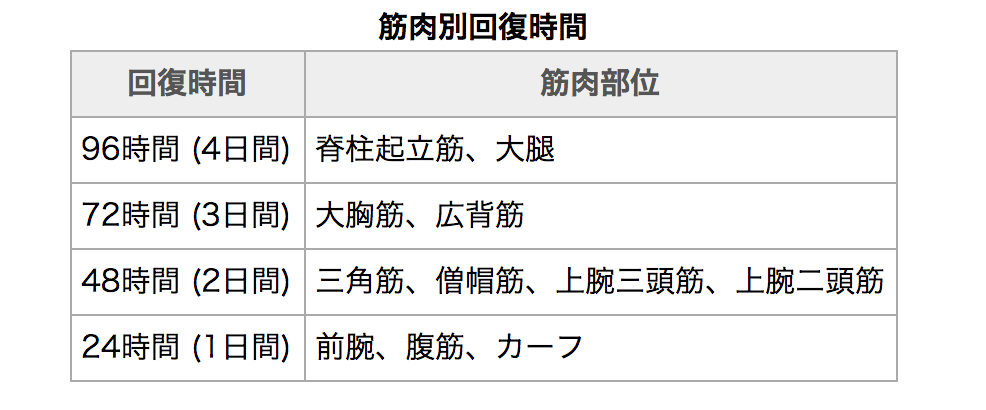 筋肉別回復時間
回復時間 筋肉部位
96時間 (4日間) 脊柱起立筋、大腿
72時間 (3日間) 大胸筋、広背筋
48時間 (2日間) 三角筋、僧帽筋、上腕三頭筋、上腕二頭筋
24時間 (1日間) 前腕、腹筋、カーフ